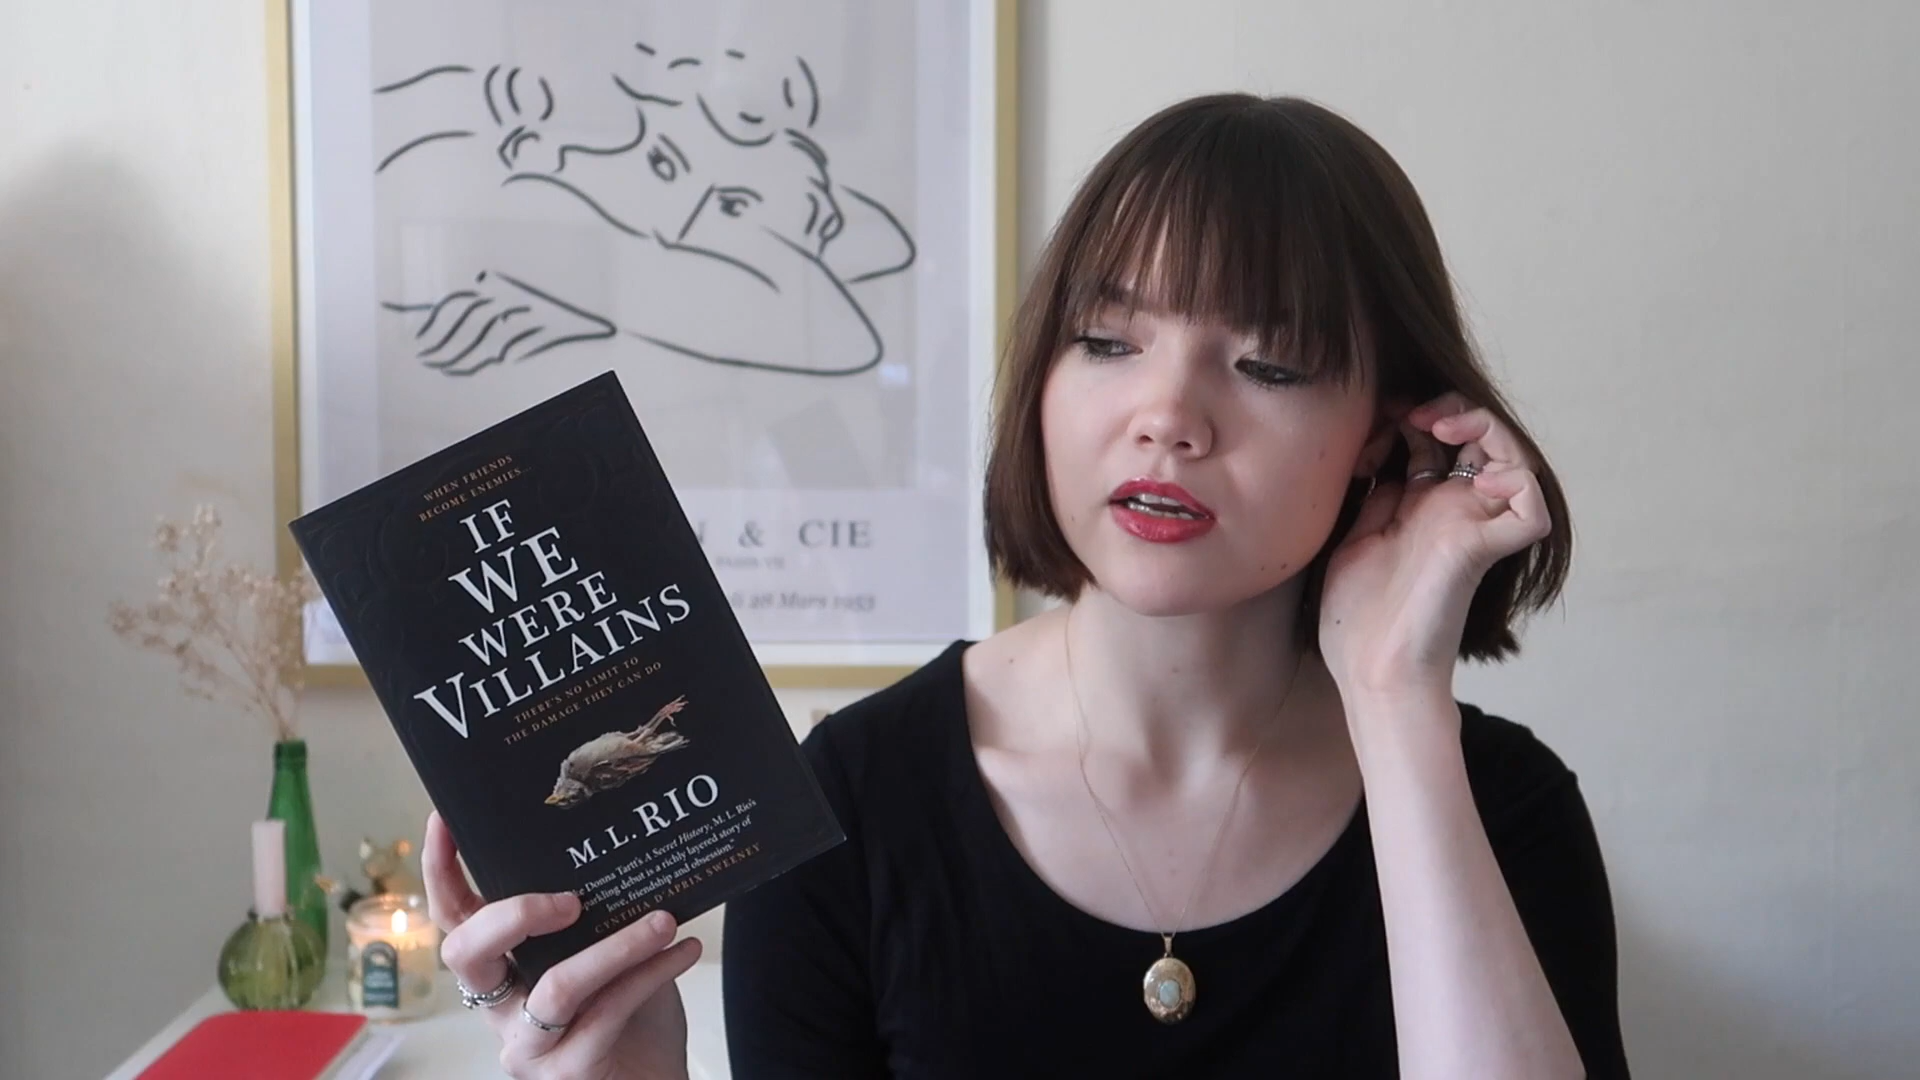 WHEN FRIENDS
BECOME ENEMIES...
IF
WE
WERE
VILLAINS
THERE'S NO LIMIT TO
THE DAMAGE THEY CAN DO
M. L. RIO
Donna Tartt's A Secret History, M. L. Rio's
sparkling debut is a richly layered story of
love, friendship and obsession."
CYNTHIA D'APRIX SWEENEY
& CIE
28 Mars 1953